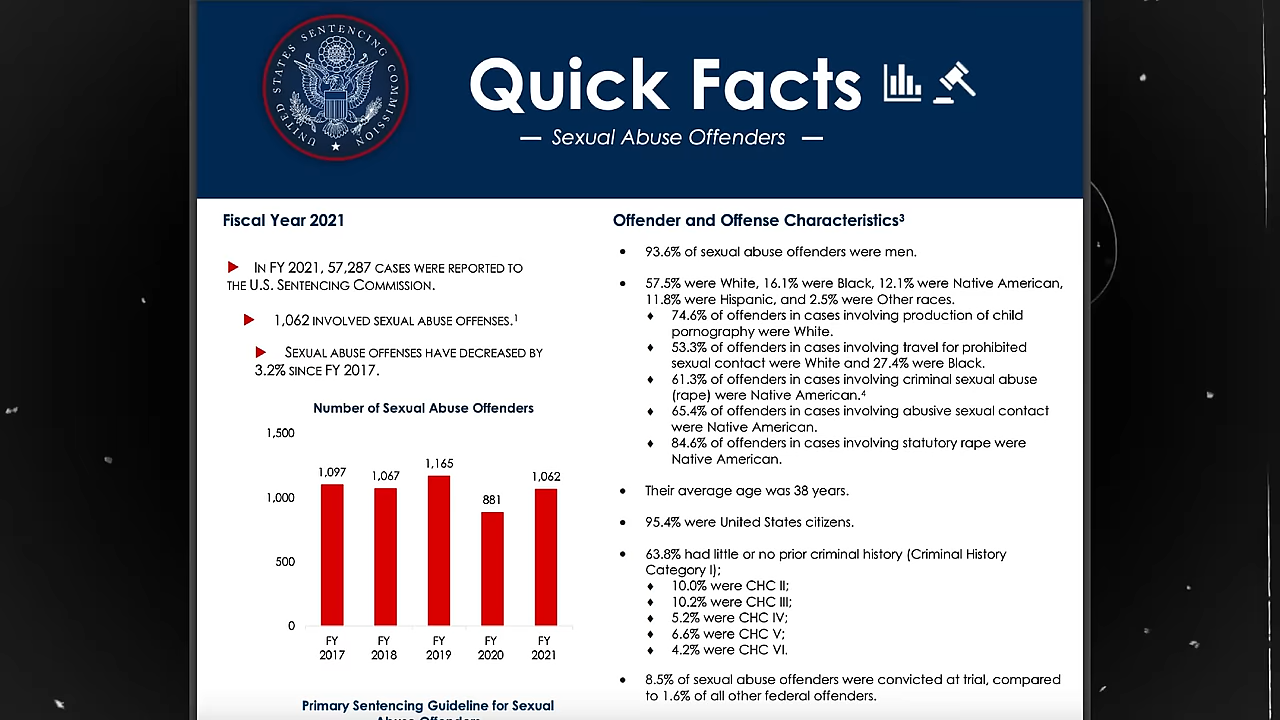 UNITED STATES SENTENCING COMMISSION
Quick Facts
— Sexual Abuse Offenders —
Fiscal Year 2021
IN FY 2021, 57,287 CASES WERE REPORTED TO
THE U.S. SENTENCING COMMISSION.
1,062 INVOLVED SEXUAL ABUSE OFFENSES.¹
SEXUAL ABUSE OFFENSES HAVE DECREASED BY
3.2% SINCE FY 2017.
Number of Sexual Abuse Offenders
1,500
1,000
500
0
1,097
1,067
1,165
881
1,062
FY
2017
FY
2018
FY
2019
FY
2020
FY
2021
Primary Sentencing Guideline for Sexual
Abuse Offenders
Offender and Offense Characteristics³
• 93.6% of sexual abuse offenders were men.
• 57.5% were White, 16.1% were Black, 12.1% were Native American,
11.8% were Hispanic, and 2.5% were Other races.
♦ 74.6% of offenders in cases involving production of child
pornography were White.
♦ 53.3% of offenders in cases involving travel for prohibited
sexual contact were White and 27.4% were Black.
♦ 61.3% of offenders in cases involving criminal sexual abuse
(rape) were Native American.⁴
♦ 65.4% of offenders in cases involving abusive sexual contact
were Native American.
♦ 84.6% of offenders in cases involving statutory rape were
Native American.
• Their average age was 38 years.
• 95.4% were United States citizens.
• 63.8% had little or no prior criminal history (Criminal History
Category I);
♦ 10.0% were CHC II;
♦ 10.2% were CHC III;
♦ 5.2% were CHC IV;
♦ 6.6% were CHC V;
♦ 4.2% were CHC VI.
• 8.5% of sexual abuse offenders were convicted at trial, compared
to 1.6% of all other federal offenders.